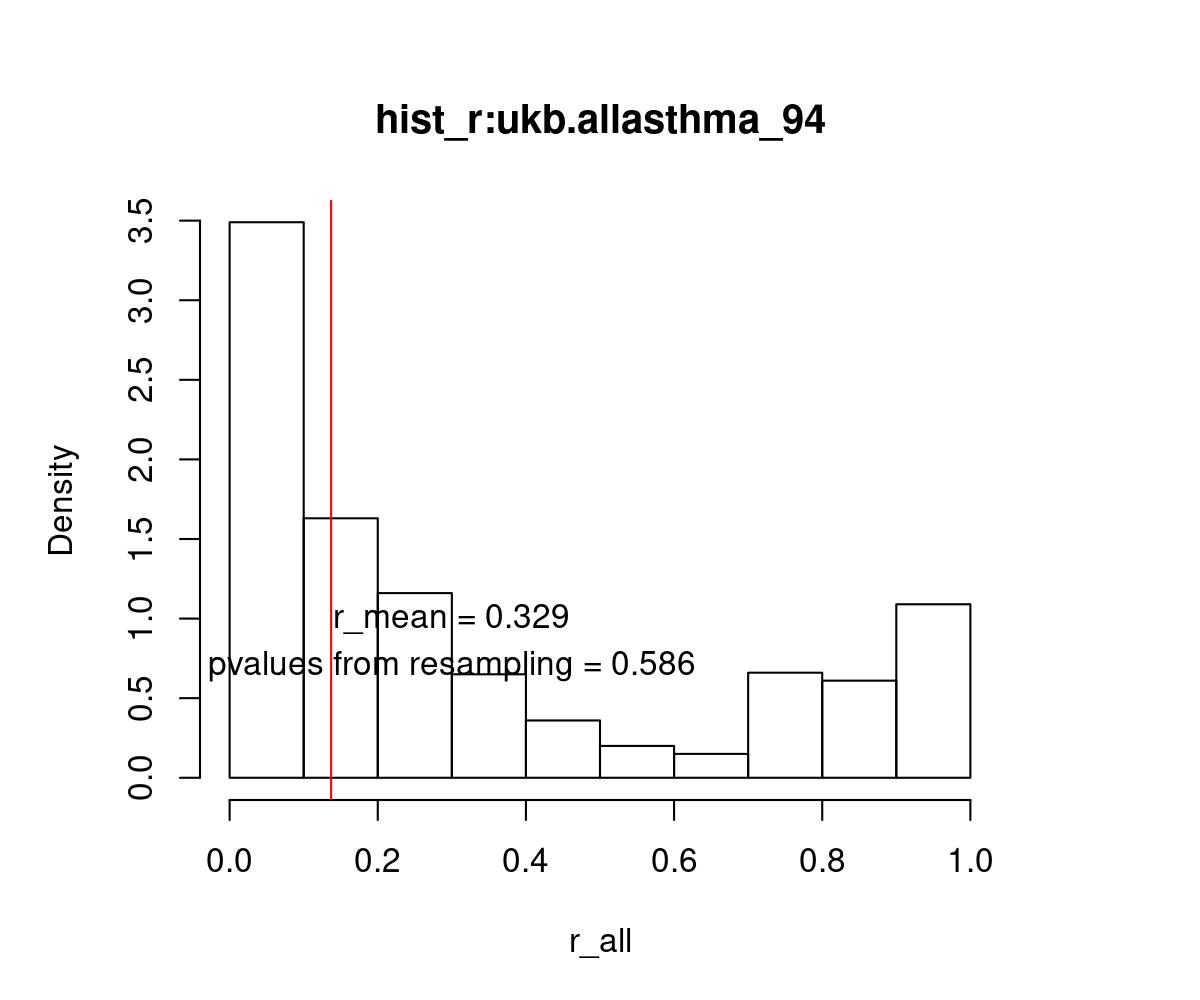 hist_r:ukb.allasthma_94
3.5
3.0
2.5
2.0
1.5
1.0
0.5
0.0
Density
r_mean = 0.329
pvalues from resampling = 0.586
0.0 0.2 0.4 0.6 0.8 1.0
r_all